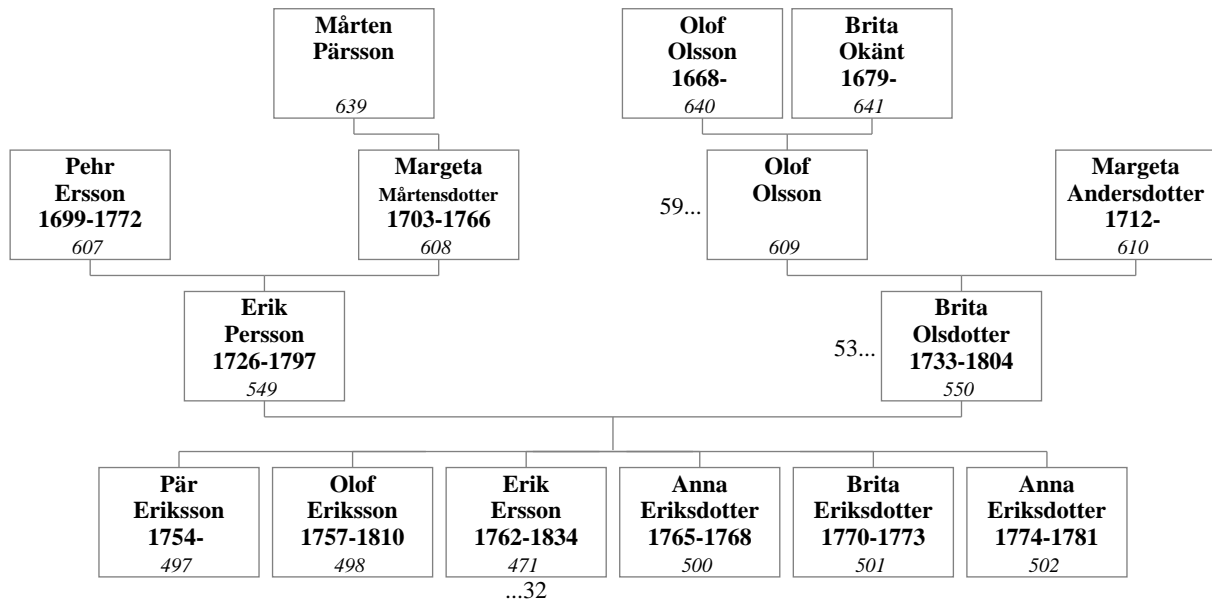 Mårten
Pärsson
639
Olof
Olsson
1668-
640
Brita
Okänt
1679-
641
Pehr
Ersson
1699-1772
607
Margeta
Mårtensdotter
1703-1766
608
59...
Olof
Olsson
609
Margeta
Andersdotter
1712-
610
Erik
Persson
1726-1797
549
53...
Brita
Olsdotter
1733-1804
550
Pär
Eriksson
1754-
497
Olof
Eriksson
1757-1810
498
Erik
Ersson
1762-1834
471
...32
Anna
Eriksdotter
1765-1768
500
Brita
Eriksdotter
1770-1773
501
Anna
Eriksdotter
1774-1781
502